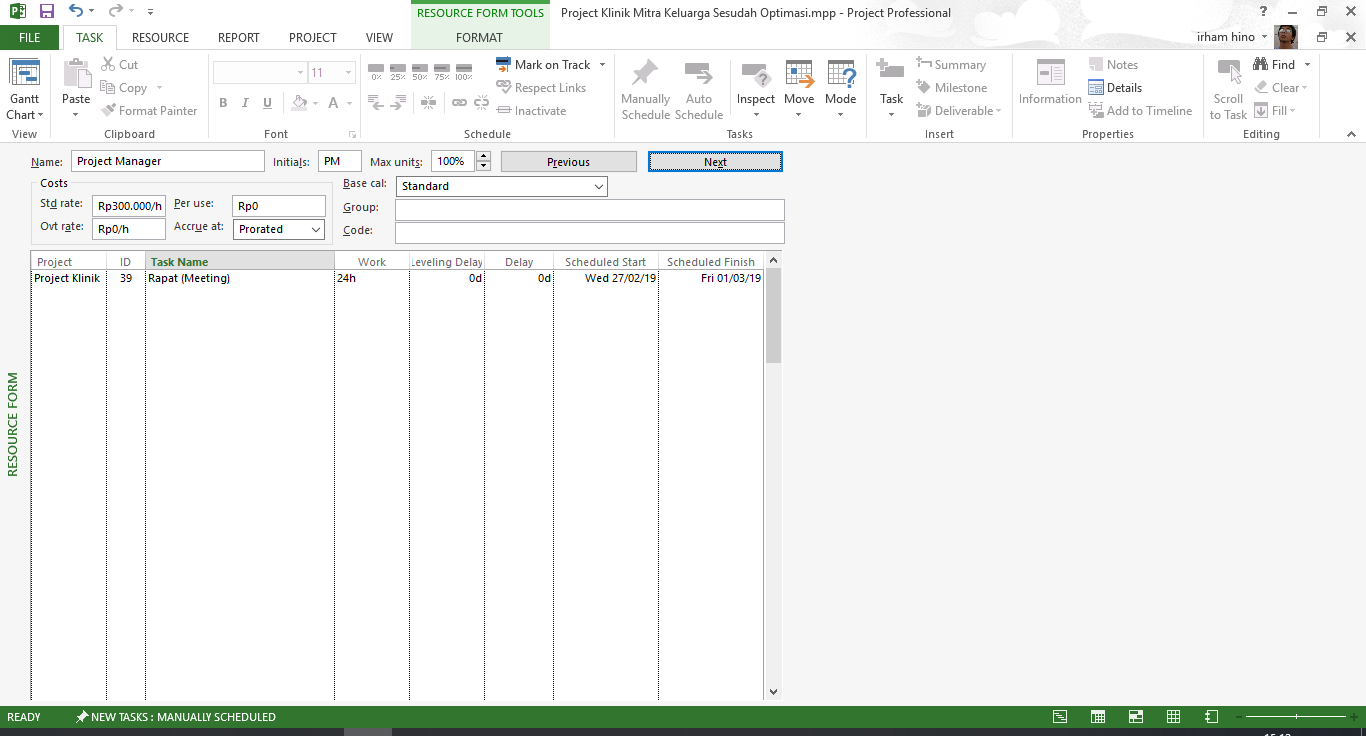 RESOURCE FORM TOOLS
Project Klinik Mitra Keluarga Sesudah Optimasi.mpp - Project Professional
FILE TASK RESOURCE REPORT PROJECT VIEW FORMAT irham hino
Gantt Chart
View
Paste
Cut
Copy
Format Painter
Clipboard
11
B I U A
Font
0% 25% 50% 75% 100%
Mark on Track
Respect Links
Inactivate
Schedule
Manually Schedule
Auto Schedule
Inspect
Move
Mode
Tasks
Task
Summary
Milestone
Deliverable
Insert
Information
Notes
Details
Add to Timeline
Properties
Scroll to Task
Find
Clear
Fill
Editing
Name: Project Manager Initials: PM Max units: 100% Previous Next
Costs
Std rate: Rp300.000/h Per use: Rp0
Ovt rate: Rp0/h Accrue at: Prorated
Base cal: Standard
Group:
Code:
Project ID Task Name Work Leveling Delay Delay Scheduled Start Scheduled Finish
Project Klinik 39 Rapat (Meeting) 24h 0d 0d Wed 27/02/19 Fri 01/03/19
RESOURCE FORM
READY NEW TASKS : MANUALLY SCHEDULED